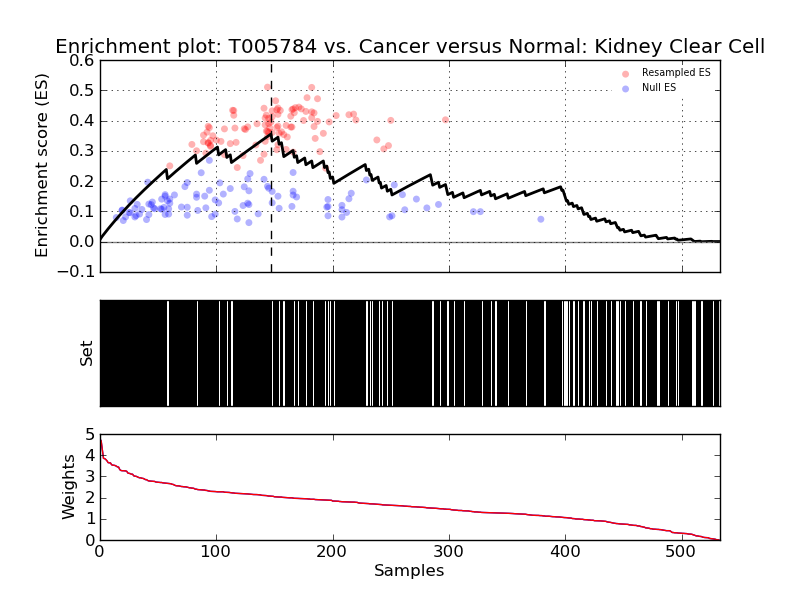 Enrichment plot: T005784 vs. Cancer versus Normal: Kidney Clear Cell
Enrichment score (ES)
0.6
0.5
0.4
0.3
0.2
0.1
0.0
−0.1
Resampled ES
Null ES
Set
Weights
5
4
3
2
1
0
0
100
200
300
400
500
Samples